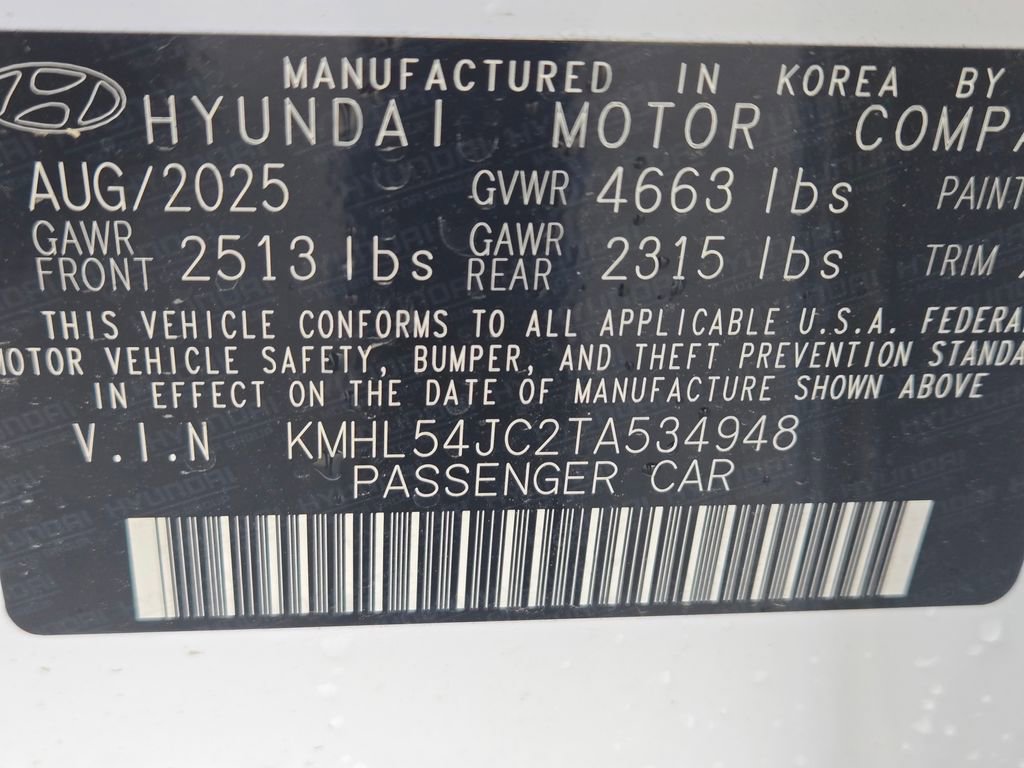 MANUFACTURED IN KOREA BY
HYUNDAI MOTOR COMPA
AUG/2025 GVWR 4663 lbs PAINT
GAWR FRONT 2513 lbs GAWR REAR 2315 lbs TRIM
THIS VEHICLE CONFORMS TO ALL APPLICABLE U.S.A. FEDERA
MOTOR VEHICLE SAFETY, BUMPER, AND THEFT PREVENTION STANDA
IN EFFECT ON THE DATE OF MANUFACTURE SHOWN ABOVE
V.I.N KMHL54JC2TA534948
PASSENGER CAR